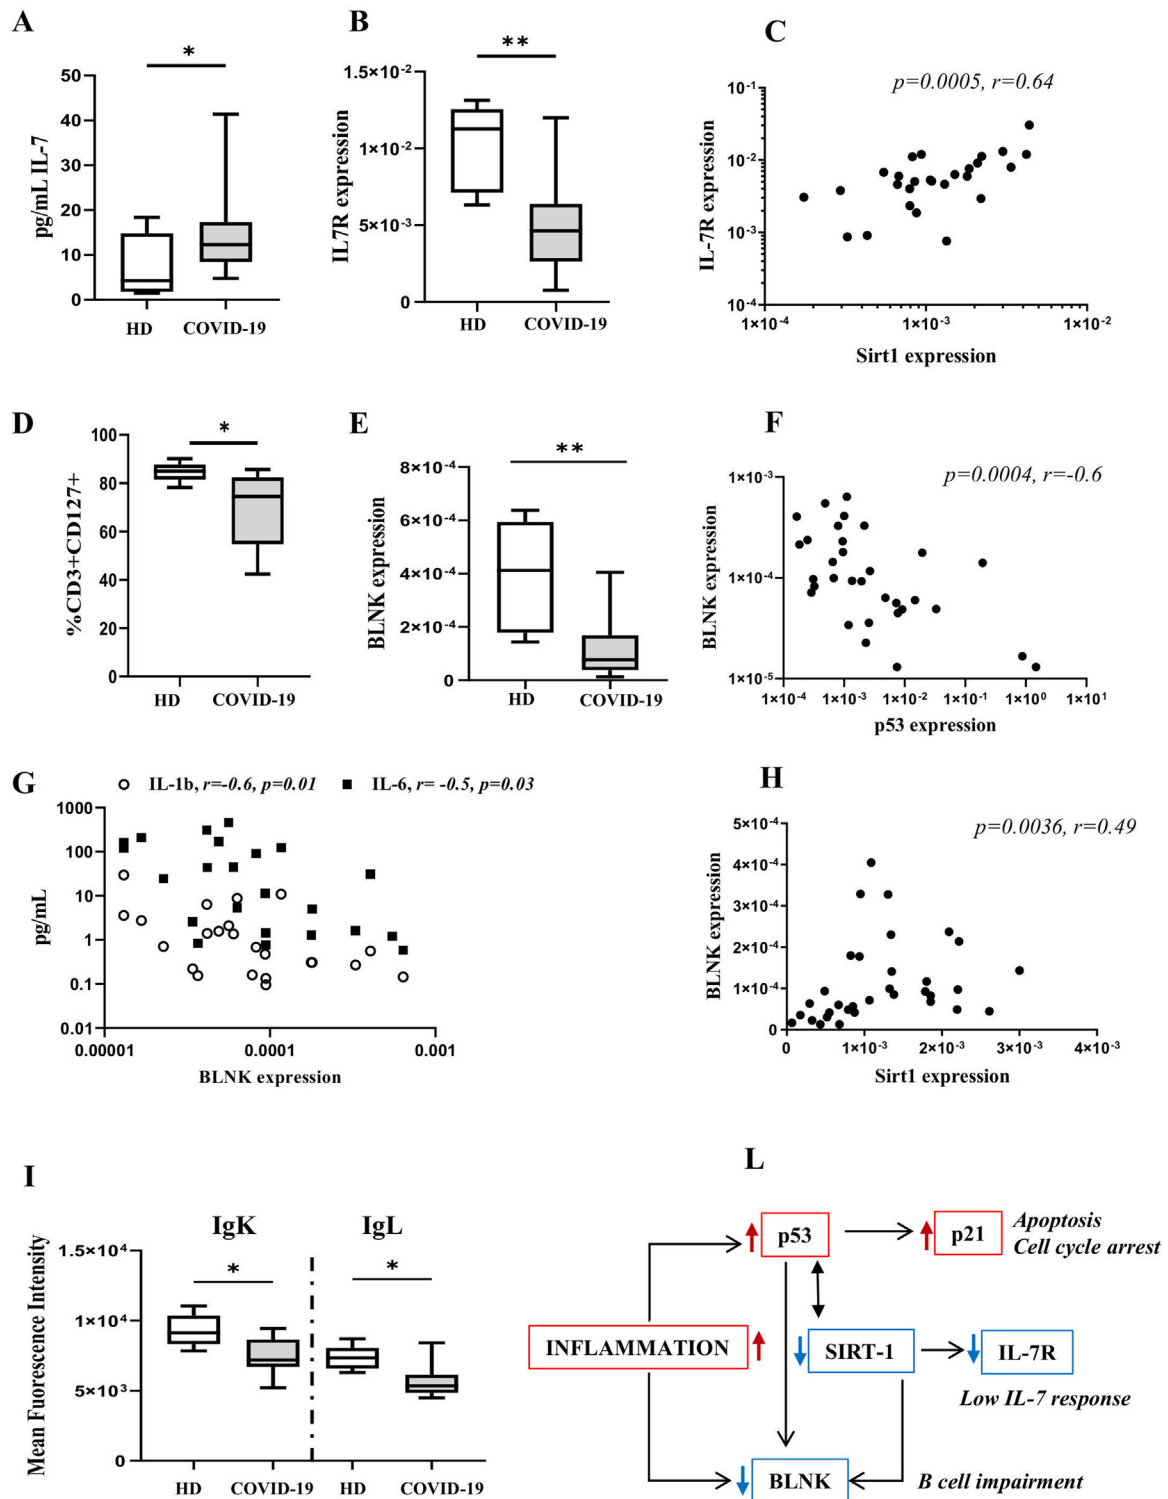 A
*
pg/mL IL-7
50
40
30
20
10
0
HD
COVID-19
B
**
IL7R expression
1.5×10⁻²
1×10⁻²
5×10⁻³
0
HD
COVID-19
C
p=0.0005, r=0.64
IL-7R expression
10⁻¹
10⁻²
10⁻³
10⁻⁴
1×10⁻⁴
1×10⁻³
1×10⁻²
Sirt1 expression
D
*
%CD3+CD127+
100
80
60
40
20
0
HD
COVID-19
E
**
BLNK expression
8×10⁻⁴
6×10⁻⁴
4×10⁻⁴
2×10⁻⁴
0
HD
COVID-19
F
p=0.0004, r=-0.6
BLNK expression
1×10⁻³
1×10⁻⁴
1×10⁻⁵
1×10⁻⁴
1×10⁻³
1×10⁻²
1×10⁻¹
1×10⁰
1×10¹
p53 expression
G
IL-1b, r=-0.6, p=0.01
IL-6, r= -0.5, p=0.03
pg/mL
1000
100
10
1
0.1
0.01
0.00001
0.0001
0.001
BLNK expression
H
p=0.0036, r=0.49
BLNK expression
5×10⁻⁴
4×10⁻⁴
3×10⁻⁴
2×10⁻⁴
1×10⁻⁴
0
0
1×10⁻³
2×10⁻³
3×10⁻³
4×10⁻³
Sirt1 expression
I
IgK
IgL
*
*
Mean Fuorescence Intensity
1.5×10⁴
1×10⁴
5×10³
0
HD
COVID-19
HD
COVID-19
L
p53
p21
Apoptosis
Cell cycle arrest
INFLAMMATION
SIRT-1
IL-7R
Low IL-7 response
BLNK
B cell impairment